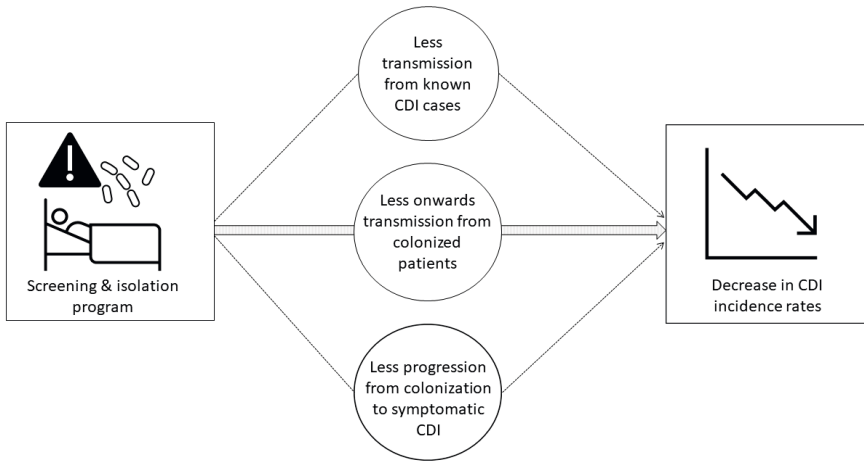 Screening & isolation
program
Less
transmission
from known
CDI cases
Less onwards
transmission from
colonized
patients
Less progression
from colonization
to symptomatic
CDI
Decrease in CDI
incidence rates